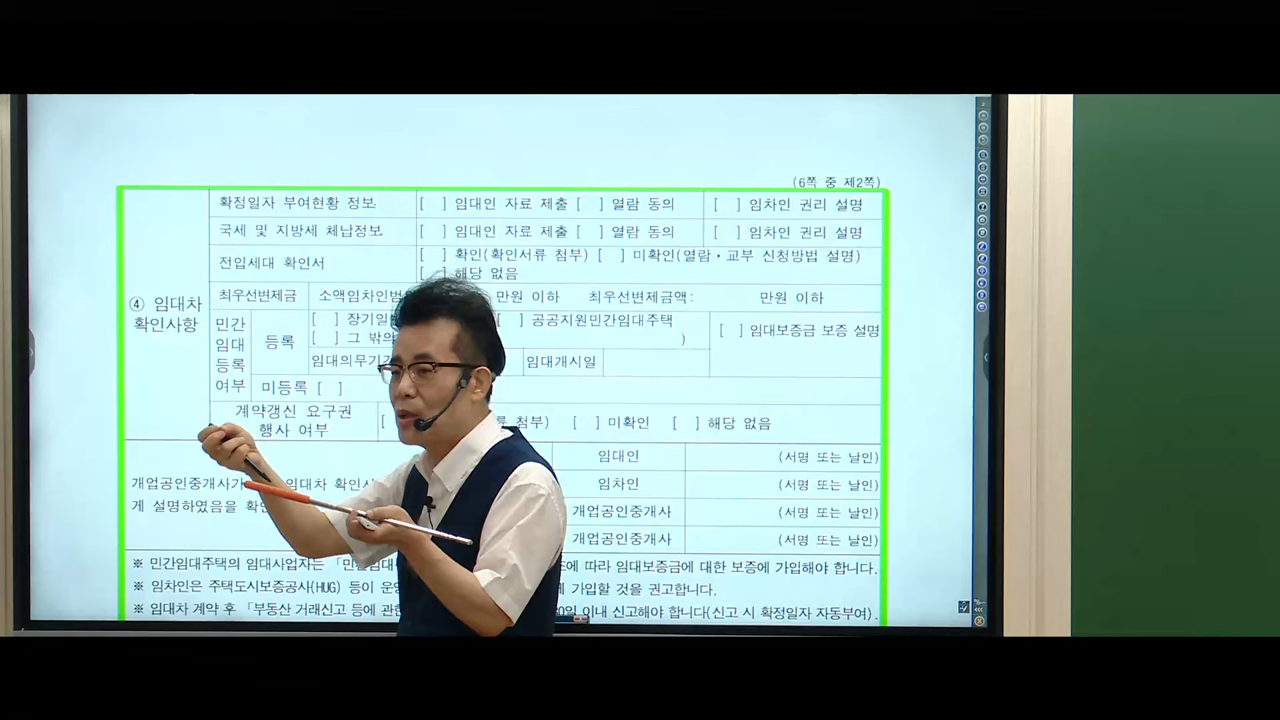 (6쪽 중 제2쪽)
④ 임대차
확인사항
확정일자 부여현황 정보 [ ] 임대인 자료 제출 [ ] 열람 동의 [ ] 임차인 권리 설명
국세 및 지방세 체납정보 [ ] 임대인 자료 제출 [ ] 열람 동의 [ ] 임차인 권리 설명
전입세대 확인서 [ ] 확인(확인서류 첨부) [ ] 미확인(열람・교부 신청방법 설명)
[ ] 해당 없음
최우선변제금 소액임차인범 만원 이하 최우선변제금액: 만원 이하
민간
임대
등록
여부
등록 [ ] 장기일 [ ] 공공지원민간임대주택
[ ] 그 밖의 )
[ ] 임대보증금 보증 설명
임대의무기 임대개시일
미등록 [ ]
계약갱신 요구권
행사 여부
[ 첨부) [ ] 미확인 [ ] 해당 없음
개업공인중개사가 임대차 확인사
게 설명하였음을 확인
임대인 (서명 또는 날인)
임차인 (서명 또는 날인)
개업공인중개사 (서명 또는 날인)
개업공인중개사 (서명 또는 날인)
※ 민간임대주택의 임대사업자는 「민간임대 에 따라 임대보증금에 대한 보증에 가입해야 합니다.
※ 임차인은 주택도시보증공사(HUG) 등이 운영 가입할 것을 권고합니다.
※ 임대차 계약 후 「부동산 거래신고 등에 관한 0일 이내 신고해야 합니다(신고 시 확정일자 자동부여).